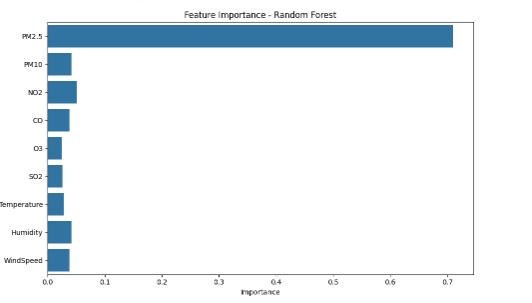 Feature Importance - Random Forest
PM2.5
PM10
NO2
CO
O3
SO2
Temperature
Humidity
WindSpeed
0.0 0.1 0.2 0.3 0.4 0.5 0.6 0.7
Importance